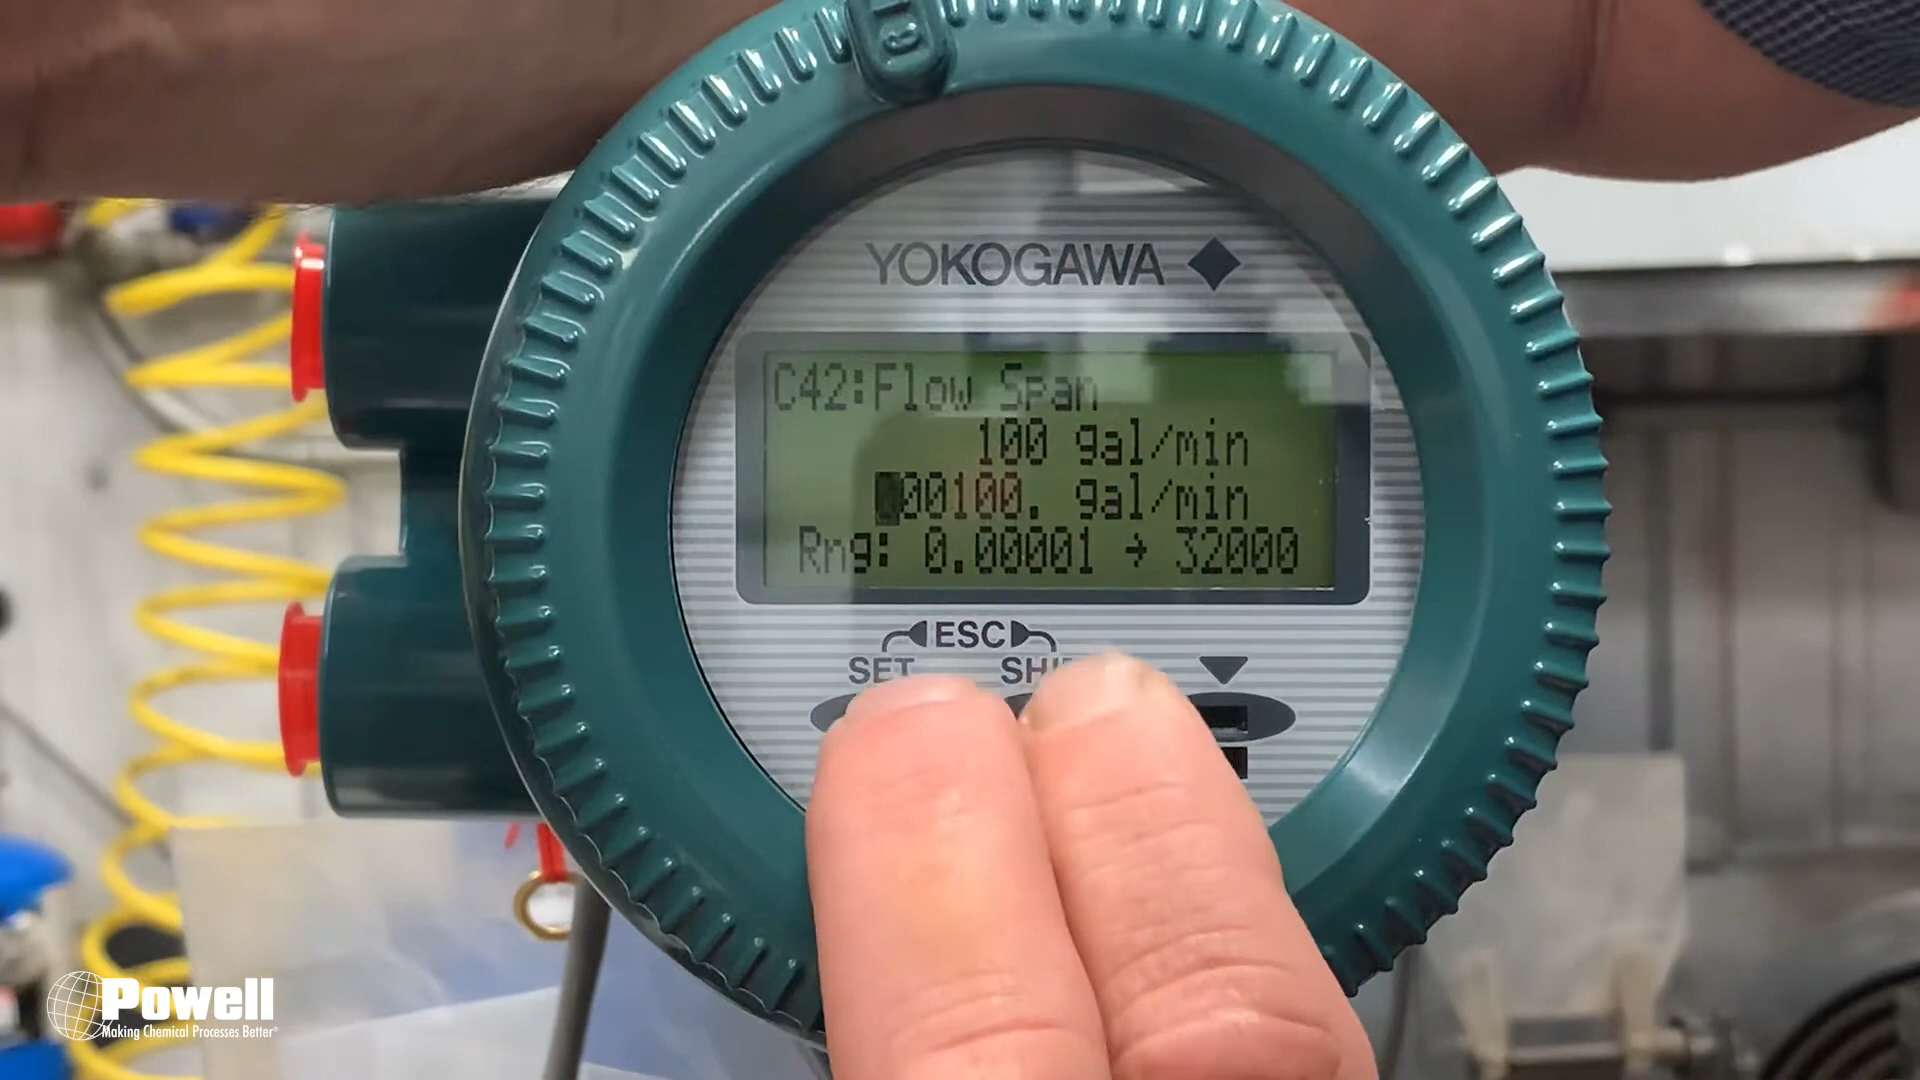 YOKOGAWA
C42:Flow Span
100 gal/min
000100. gal/min
Rng: 0.00001 → 32000
ESC
SET
Powell
Making Chemical Processes Better®